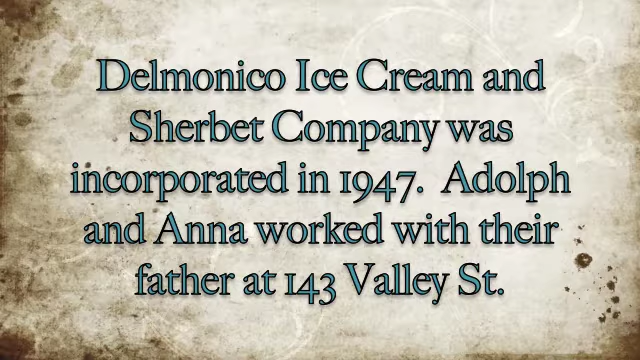 Delmonico Ice Cream and
Sherbet Company was
incorporated in 1947.  Adolph
and Anna worked with their
father at 143 Valley St.